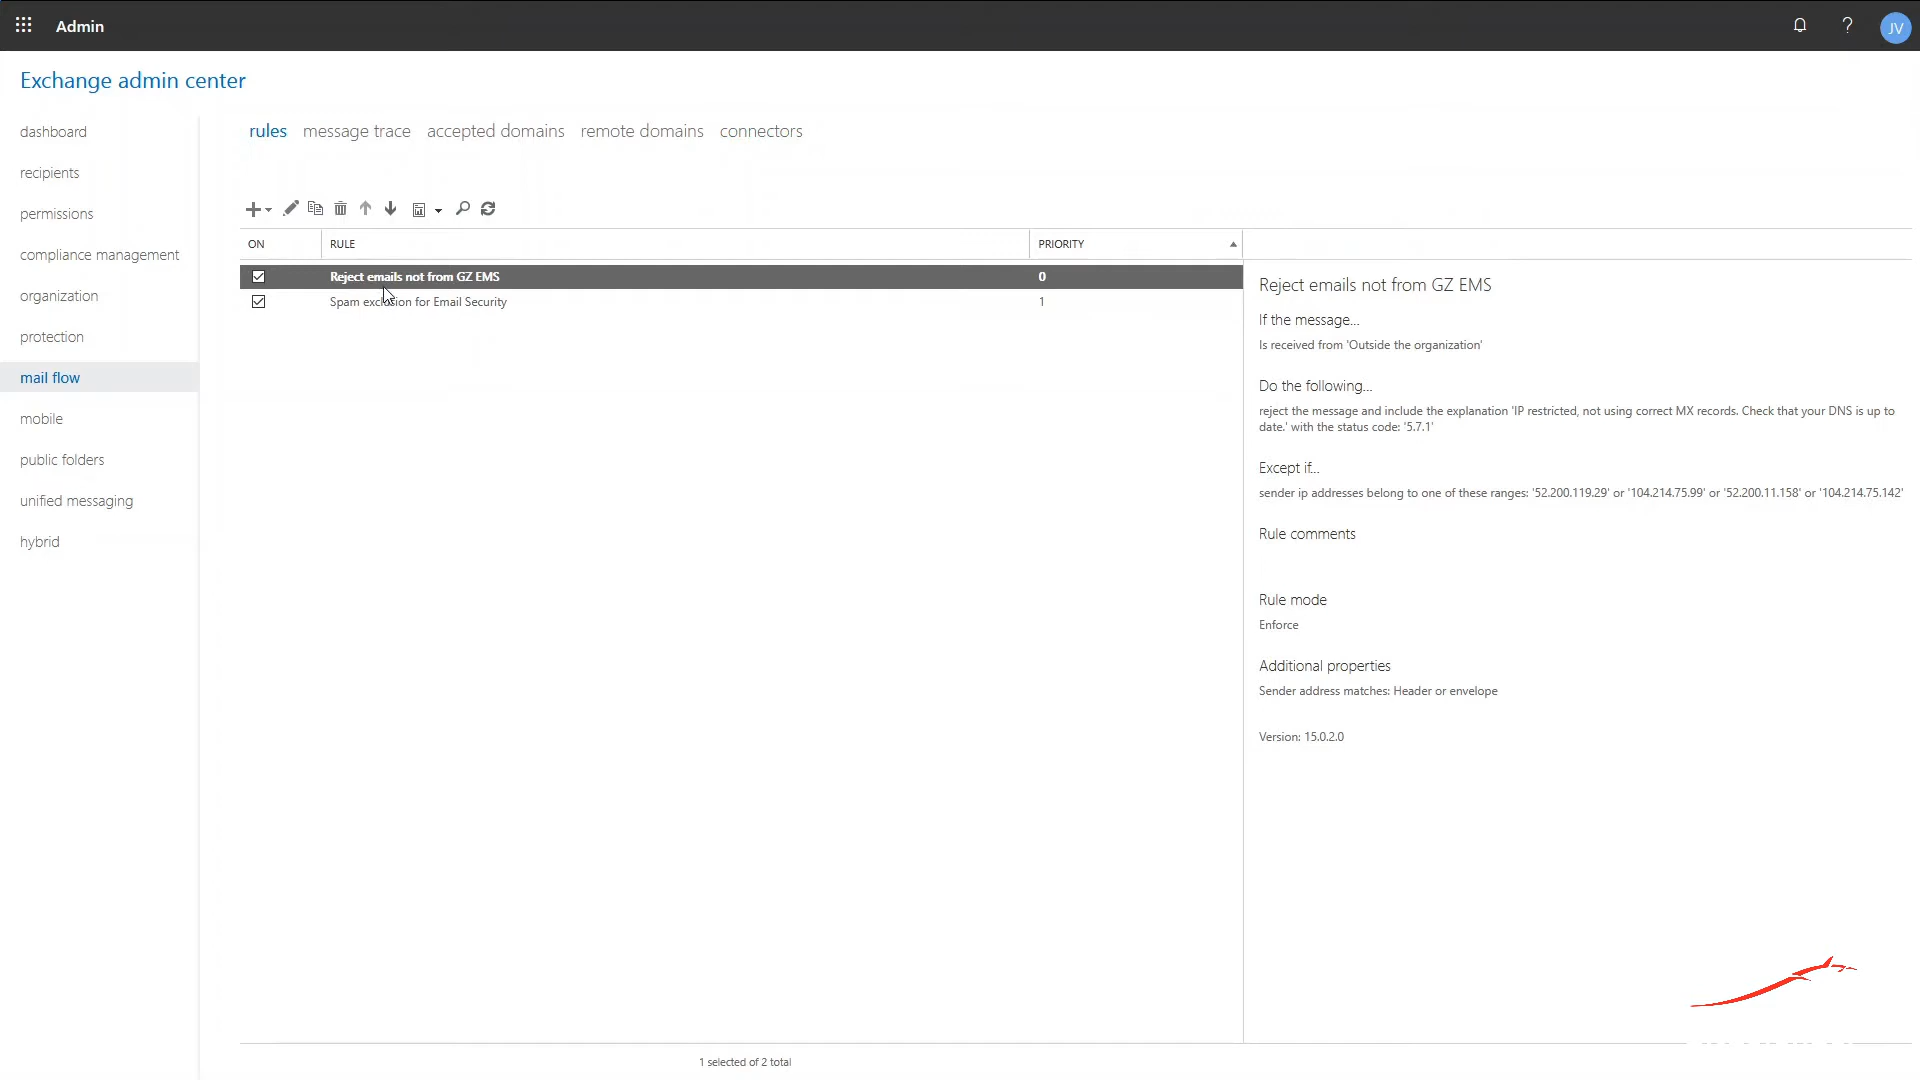 Admin
JV
Exchange admin center
dashboard
recipients
permissions
compliance management
organization
protection
mail flow
mobile
public folders
unified messaging
hybrid
rules message trace accepted domains remote domains connectors
ON RULE PRIORITY
Reject emails not from GZ EMS 0
Spam exclusion for Email Security 1
Reject emails not from GZ EMS
If the message...
Is received from 'Outside the organization'
Do the following...
reject the message and include the explanation 'IP restricted, not using correct MX records. Check that your DNS is up to
date.' with the status code: '5.7.1'
Except if...
sender ip addresses belong to one of these ranges: '52.200.119.29' or '104.214.75.99' or '52.200.11.158' or '104.214.75.142'
Rule comments
Rule mode
Enforce
Additional properties
Sender address matches: Header or envelope
Version: 15.0.2.0
1 selected of 2 total